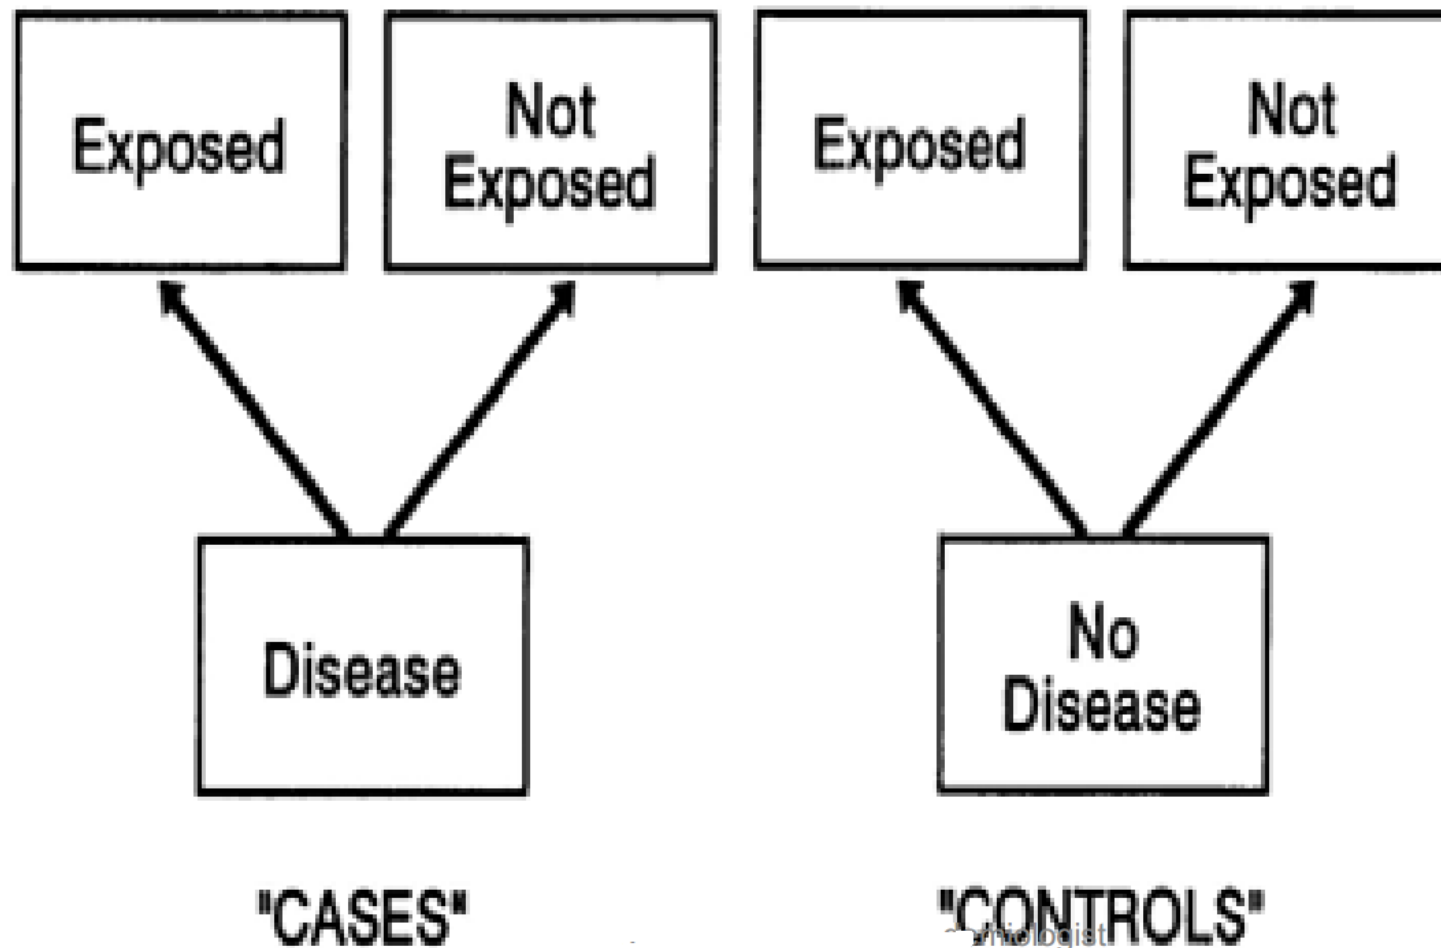 Exposed
Not
Exposed
Exposed
Not
Exposed
Disease
No
Disease
"CASES"
"CONTROLS"